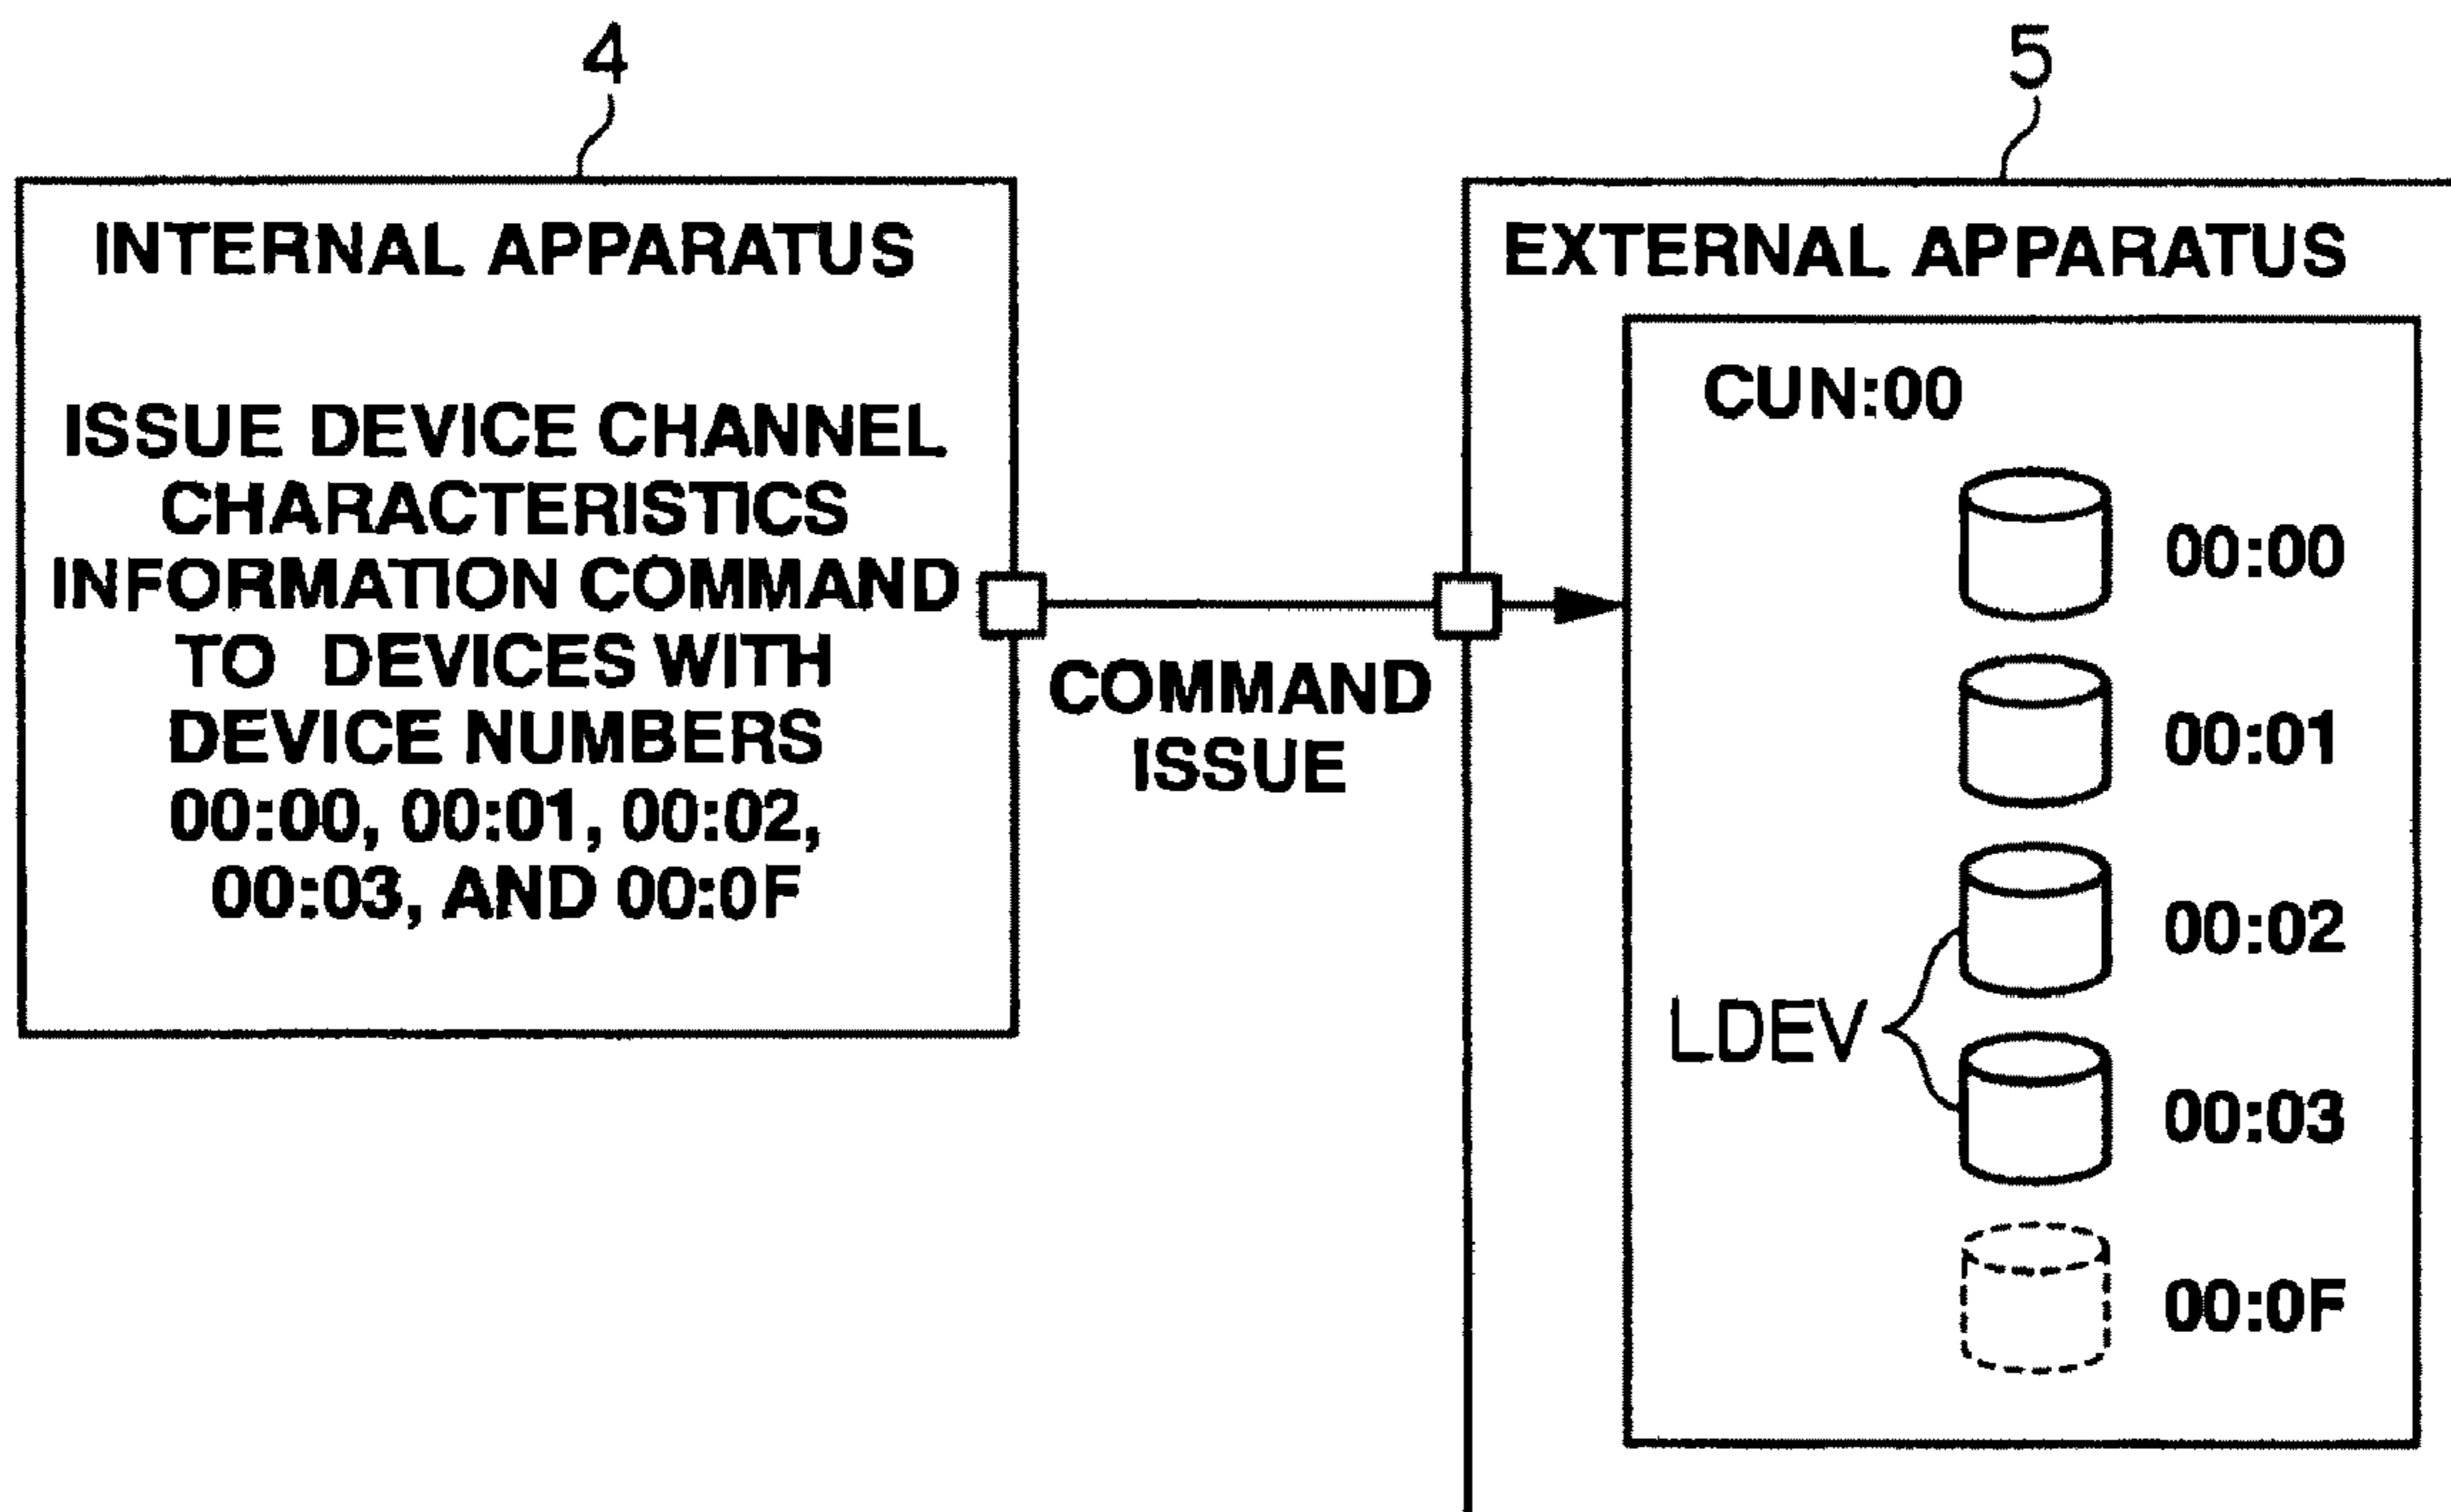 4
INTERNAL APPARATUS
ISSUE DEVICE CHANNEL
CHARACTERISTICS
INFORMATION COMMAND
TO DEVICES WITH
DEVICE NUMBERS
00:00, 00:01, 00:02,
00:03, AND 00:0F
COMMAND
ISSUE
5
EXTERNAL APPARATUS
CUN:00
00:00
00:01
00:02
LDEV
00:03
00:0F